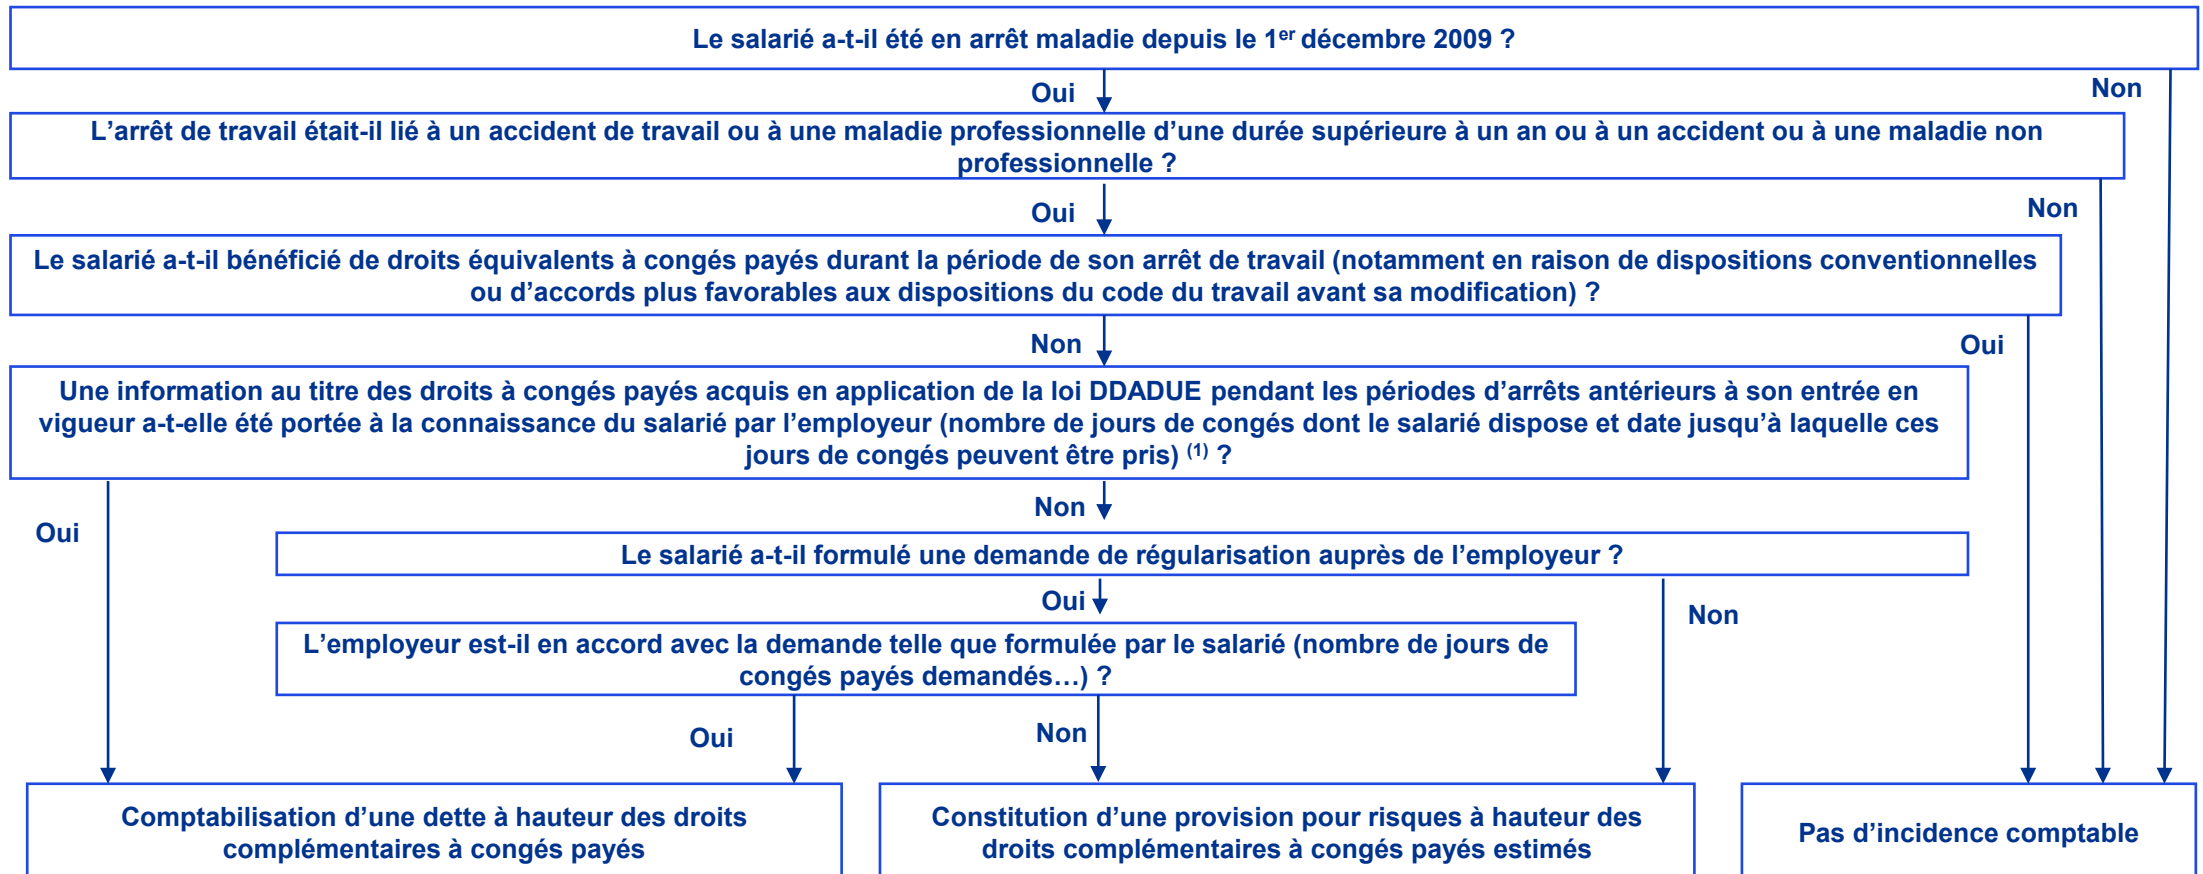 Le salarié a-t-il été en arrêt maladie depuis le 1er décembre 2009 ?
Oui
Non
L’arrêt de travail était-il lié à un accident de travail ou à une maladie professionnelle d’une durée supérieure à un an ou à un accident ou à une maladie non
professionnelle ?
Oui
Non
Le salarié a-t-il bénéficié de droits équivalents à congés payés durant la période de son arrêt de travail (notamment en raison de dispositions conventionnelles
ou d’accords plus favorables aux dispositions du code du travail avant sa modification) ?
Non
Oui
Une information au titre des droits à congés payés acquis en application de la loi DDADUE pendant les périodes d’arrêts antérieurs à son entrée en
vigueur a-t-elle été portée à la connaissance du salarié par l’employeur (nombre de jours de congés dont le salarié dispose et date jusqu’à laquelle ces
jours de congés peuvent être pris) (1) ?
Oui
Non
Le salarié a-t-il formulé une demande de régularisation auprès de l’employeur ?
Oui
Non
L’employeur est-il en accord avec la demande telle que formulée par le salarié (nombre de jours de
congés payés demandés…) ?
Oui
Non
Comptabilisation d’une dette à hauteur des droits
complémentaires à congés payés
Constitution d’une provision pour risques à hauteur des
droits complémentaires à congés payés estimés
Pas d’incidence comptable